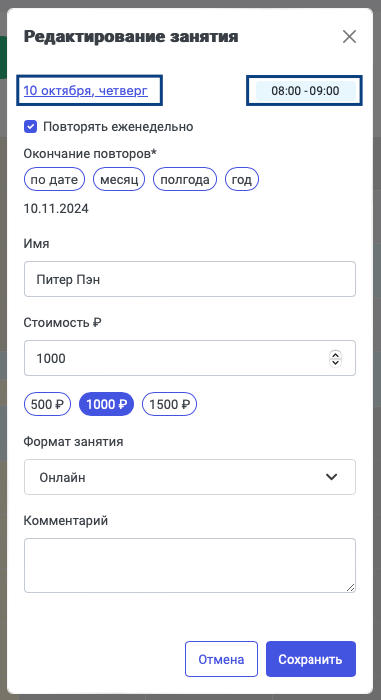 Редактирование занятия
10 октября, четверг 08:00 - 09:00
Повторять еженедельно
Окончание повторов*
по дате месяц полгода год
10.11.2024
Имя
Питер Пэн
Стоимость ₽
1000
500 ₽ 1000 ₽ 1500 ₽
Формат занятия
Онлайн
Комментарий
Отмена Сохранить